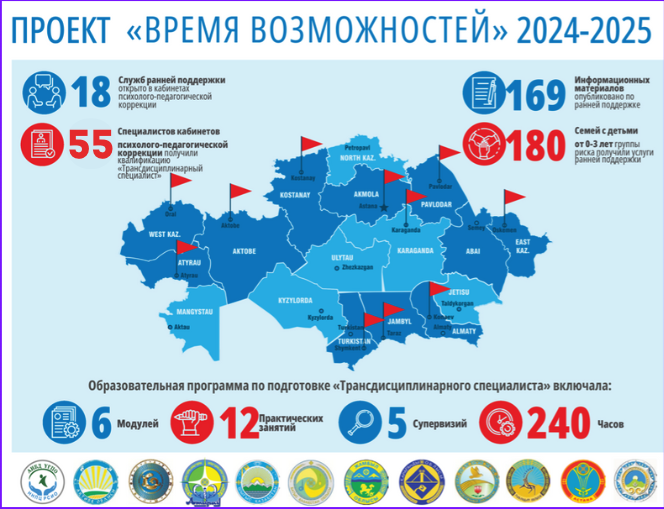 ПРОЕКТ «ВРЕМЯ ВОЗМОЖНОСТЕЙ» 2024-2025
18
Служб ранней поддержки
открыто в кабинетах
психолого-педагогической
коррекции
169
Информационных
материалов
опубликовано по
ранней поддержке
55
Специалистов кабинетов
психолого-педагогической
коррекции получили
квалификацию
«Трансдисциплинарный
специалист»
180
Семей с детьми
от 0-3 лет группы
риска получили услуги
ранней поддержки
Petropavl
NORTH KAZ.
Kostanay
KOSTANAY
AKMOLA
Astana
Pavlodar
PAVLODAR
Oral
WEST KAZ.
Aktobe
AKTOBE
Karaganda
KARAGANDA
Semey
ABAI
EAST
KAZ.
ATYRAU
Atyrau
ULYTAU
Zhezkazgan
MANGYSTAU
Aktau
KYZYLORDA
Kyzylorda
JETISU
Taldykorgan
Turkistan
TURKISTAN
JAMBYL
Taraz
Almaty
ALMATY
Образовательная программа по подготовке «Трансдисциплинарного специалиста» включала:
6 Модулей
12 Практических
занятий
5 Супервизий
240 Часов